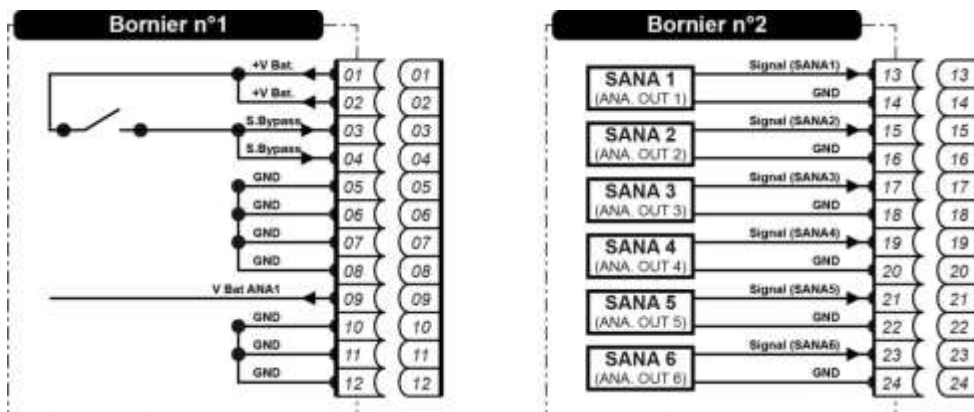 Bornier n°1
+V Bat. 01 01
+V Bat. 02 02
S.Bypass 03 03
S.Bypass 04 04
GND 05 05
GND 06 06
GND 07 07
GND 08 08
V Bat ANA1 09 09
GND 10 10
GND 11 11
GND 12 12
Bornier n°2
SANA 1 Signal (SANA1) 13 13
(ANA. OUT 1) GND 14 14
SANA 2 Signal (SANA2) 15 15
(ANA. OUT 2) GND 16 16
SANA 3 Signal (SANA3) 17 17
(ANA. OUT 3) GND 18 18
SANA 4 Signal (SANA4) 19 19
(ANA. OUT 4) GND 20 20
SANA 5 Signal (SANA5) 21 21
(ANA. OUT 5) GND 22 22
SANA 6 Signal (SANA6) 23 23
(ANA. OUT 6) GND 24 24